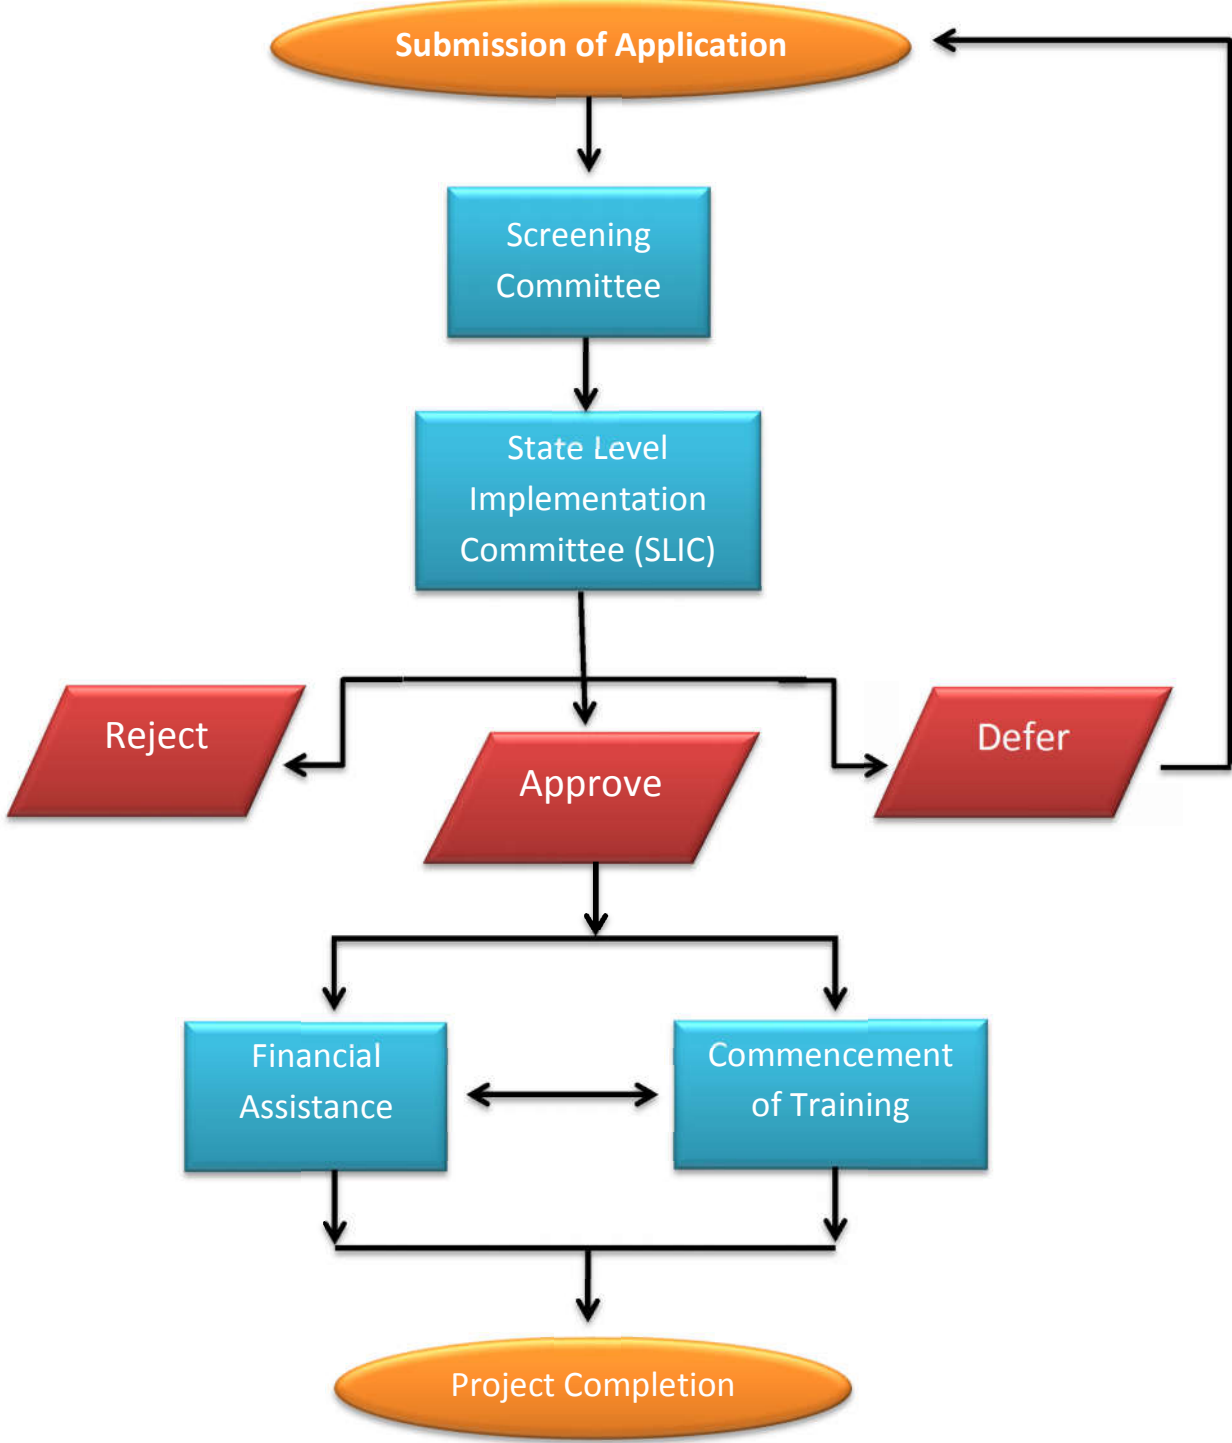 Submission of Application
Screening
Committee
State Level
Implementation
Committee (SLIC)
Reject
Approve
Defer
Financial
Assistance
Commencement
of Training
Project Completion